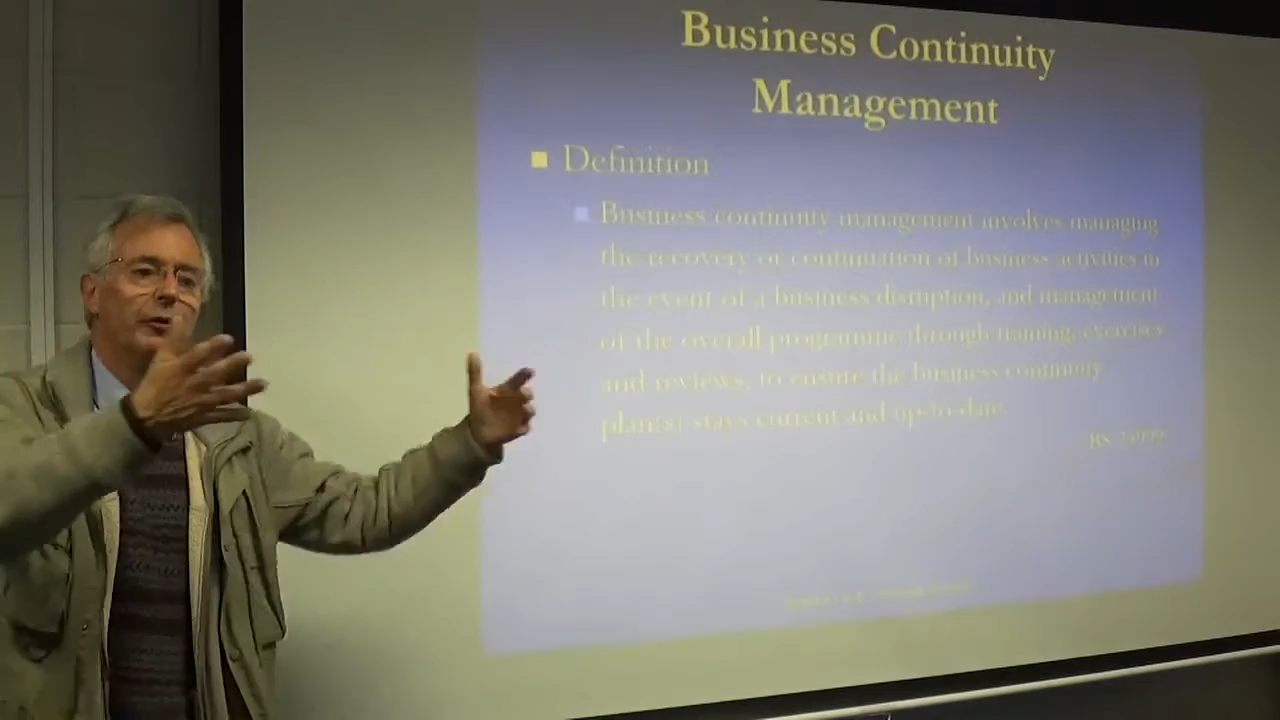 Business Continuity
Management
Definition
Business continuity management involves managing
the recovery or continuation of business activities in
the event of a business disruption, and management
of the overall programme through training, exercises
and reviews, to ensure the business continuity
plan(s) stays current and up-to-date.
BS 25999